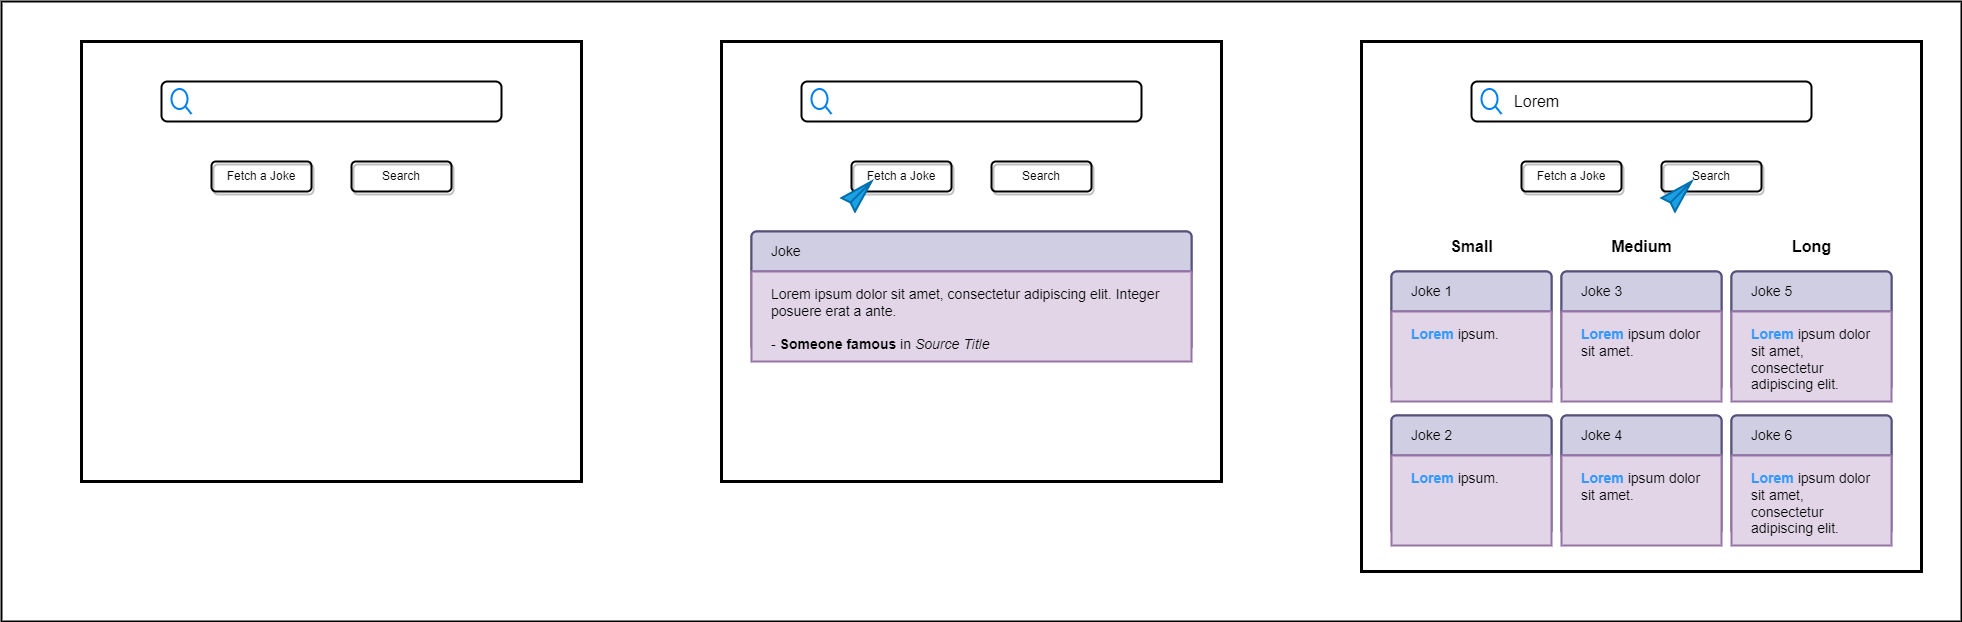 Fetch a Joke
Search
Fetch a Joke
Search
Joke
Lorem ipsum dolor sit amet, consectetur adipiscing elit. Integer
posuere erat a ante.
- Someone famous in Source Title
Lorem
Fetch a Joke
Search
Small
Medium
Long
Joke 1
Lorem ipsum.
Joke 3
Lorem ipsum dolor
sit amet.
Joke 5
Lorem ipsum dolor
sit amet,
consectetur
adipiscing elit.
Joke 2
Lorem ipsum.
Joke 4
Lorem ipsum dolor
sit amet.
Joke 6
Lorem ipsum dolor
sit amet,
consectetur
adipiscing elit.